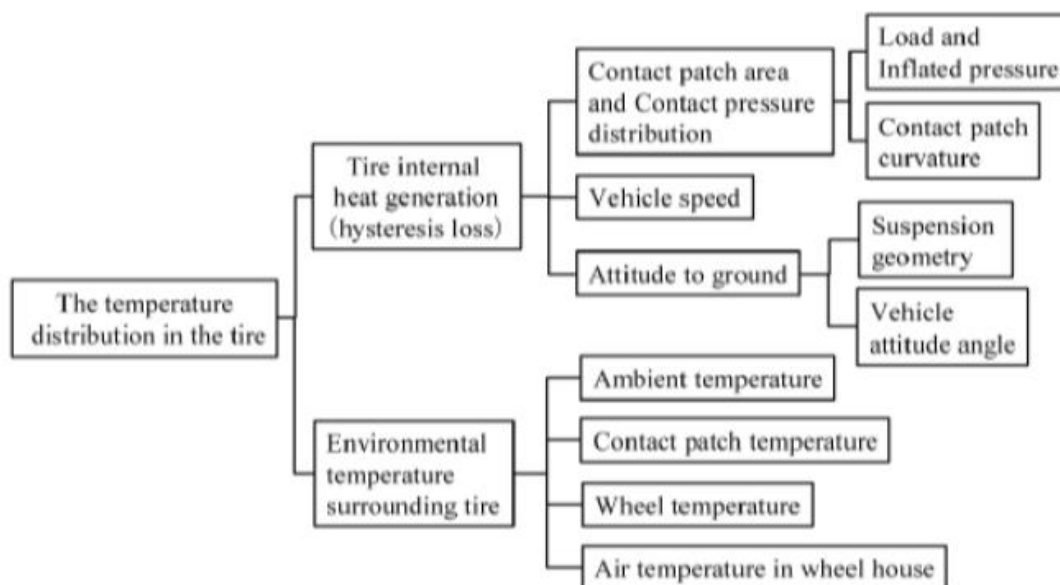 The temperature
distribution in the tire
Tire internal
heat generation
(hysteresis loss)
Contact patch area
and Contact pressure
distribution
Load and
Inflated pressure
Contact patch
curvature
Vehicle speed
Attitude to ground
Suspension
geometry
Vehicle
attitude angle
Environmental
temperature
surrounding tire
Ambient temperature
Contact patch temperature
Wheel temperature
Air temperature in wheel house